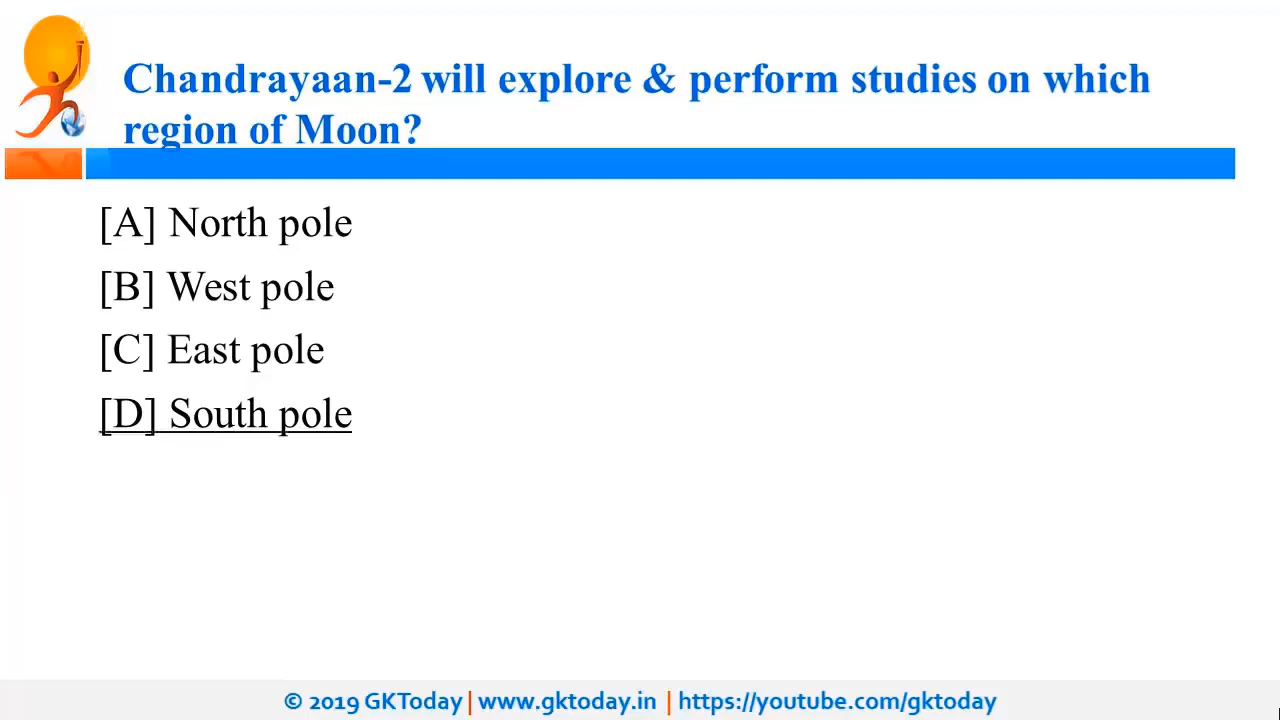 Chandrayaan-2 will explore & perform studies on which
region of Moon?
[A] North pole
[B] West pole
[C] East pole
[D] South pole
© 2019 GKToday | www.gktoday.in | https://youtube.com/gktoday